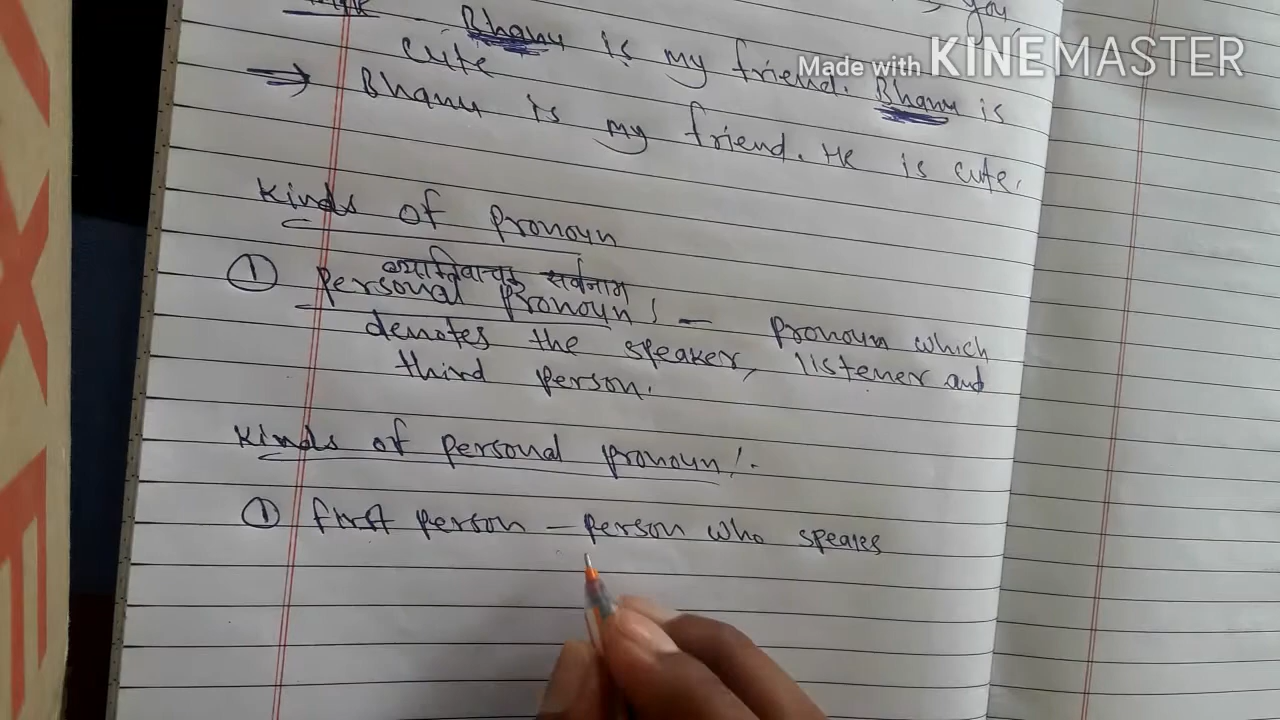 you
Bhanu is my friend. Bhanu is
cute
⇒ Bhanu is my friend. He is cute.
Made with KINEMASTER
Kinds of pronoun
व्यक्तिवाचक सर्वनाम
① Personal pronoun :- pronoun which
denotes the speaker, listener and
third person.
Kinds of personal pronoun :-
① first person - person who speaks